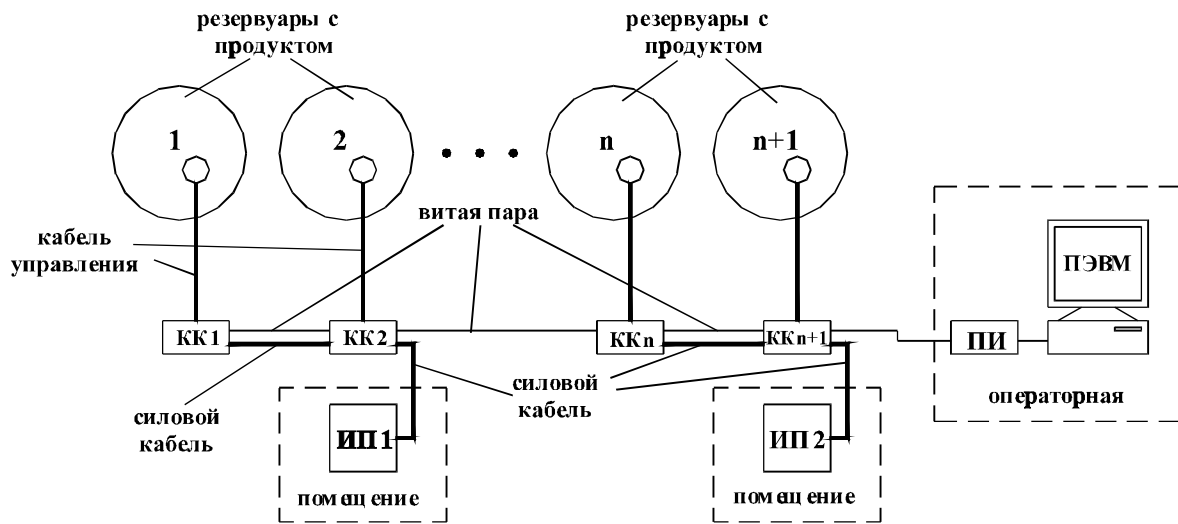 резервуары с
продуктом
резервуары с
продуктом
1
2
n
n+1
витая пара
кабель
управления
ПЭВМ
КК1
КК2
ККn
ККn+1
ПИ
силовой
кабель
силовой
кабель
операторная
ИП1
ИП2
помещение
помещение